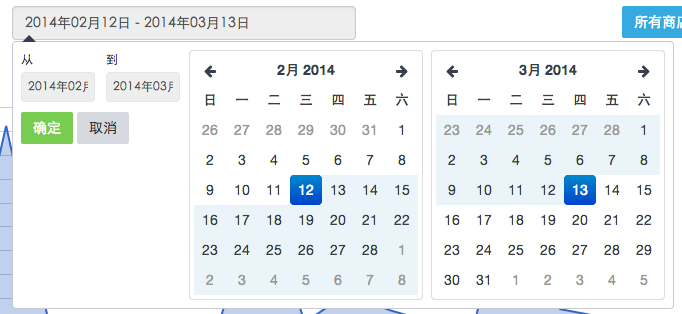 2014年02月12日 - 2014年03月13日
所有商店
从 到
2014年02月 2014年03月
确定 取消
2月 2014
日 一 二 三 四 五 六
26 27 28 29 30 31 1
2 3 4 5 6 7 8
9 10 11 12 13 14 15
16 17 18 19 20 21 22
23 24 25 26 27 28 1
2 3 4 5 6 7 8
3月 2014
日 一 二 三 四 五 六
23 24 25 26 27 28 1
2 3 4 5 6 7 8
9 10 11 12 13 14 15
16 17 18 19 20 21 22
23 24 25 26 27 28 29
30 31 1 2 3 4 5